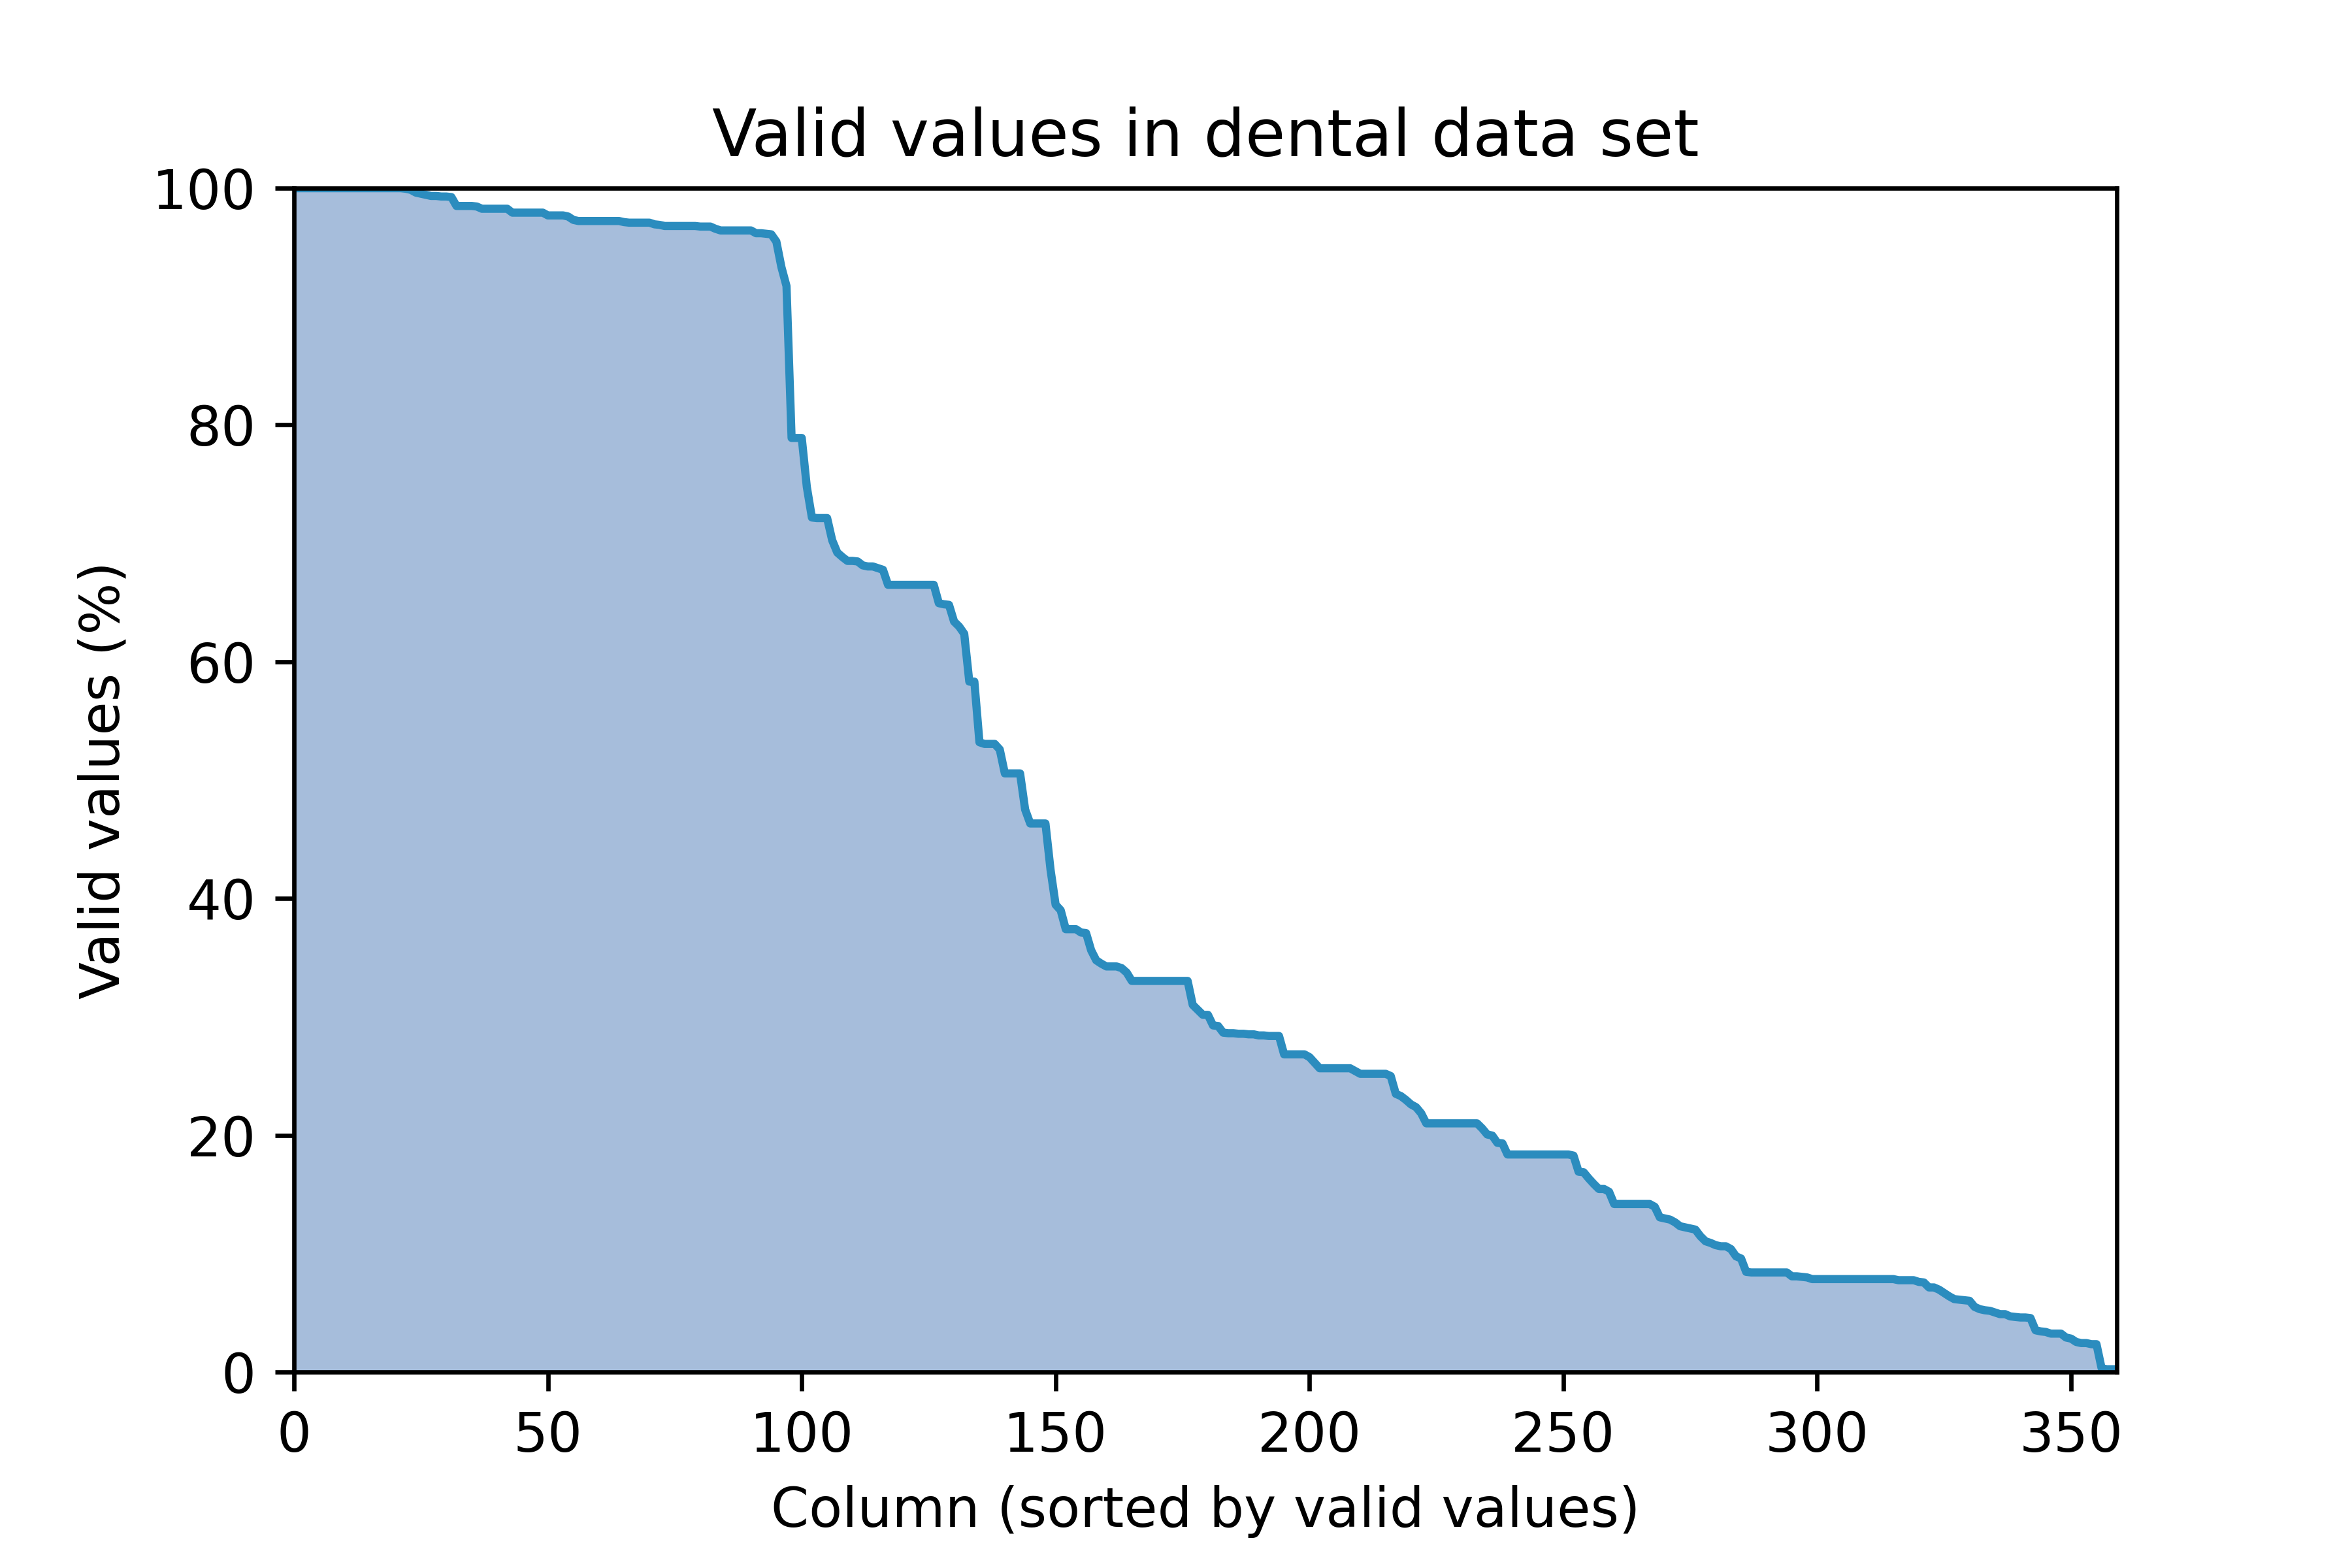 Valid values in dental data set
100
80
60
40
20
0
Valid values (%)
0 50 100 150 200 250 300 350
Column (sorted by valid values)